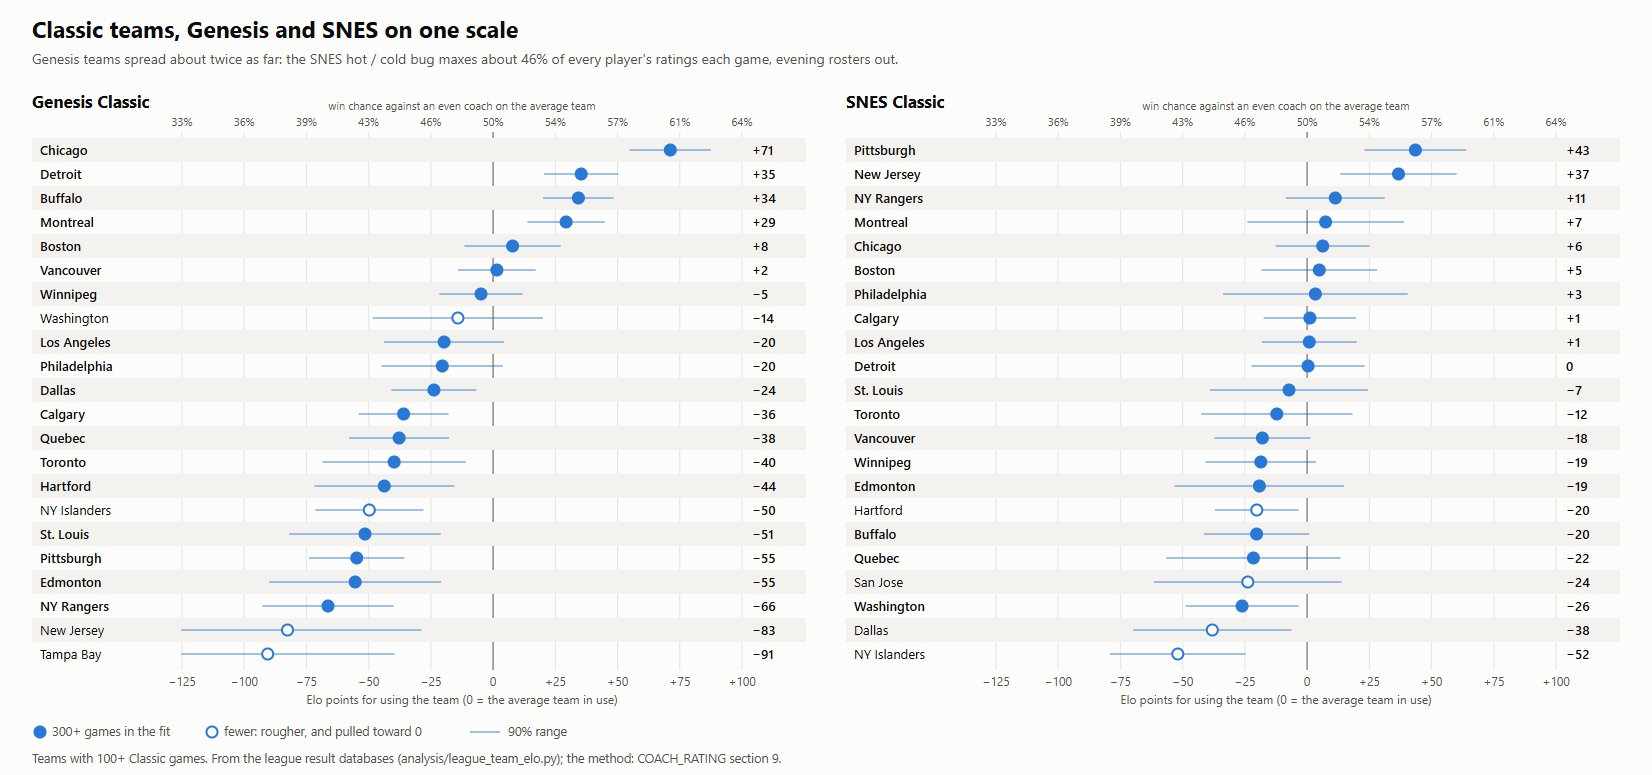 Classic teams, Genesis and SNES on one scale
Genesis teams spread about twice as far: the SNES hot / cold bug maxes about 46% of every player's ratings each game, evening rosters out.
Genesis Classic
win chance against an even coach on the average team
33% 36% 39% 43% 46% 50% 54% 57% 61% 64%
Chicago +71
Detroit +35
Buffalo +34
Montreal +29
Boston +8
Vancouver +2
Winnipeg −5
Washington −14
Los Angeles −20
Philadelphia −20
Dallas −24
Calgary −36
Quebec −38
Toronto −40
Hartford −44
NY Islanders −50
St. Louis −51
Pittsburgh −55
Edmonton −55
NY Rangers −66
New Jersey −83
Tampa Bay −91
−125 −100 −75 −50 −25 0 +25 +50 +75 +100
Elo points for using the team (0 = the average team in use)
SNES Classic
win chance against an even coach on the average team
33% 36% 39% 43% 46% 50% 54% 57% 61% 64%
Pittsburgh +43
New Jersey +37
NY Rangers +11
Montreal +7
Chicago +6
Boston +5
Philadelphia +3
Calgary +1
Los Angeles +1
Detroit 0
St. Louis −7
Toronto −12
Vancouver −18
Winnipeg −19
Edmonton −19
Hartford −20
Buffalo −20
Quebec −22
San Jose −24
Washington −26
Dallas −38
NY Islanders −52
−125 −100 −75 −50 −25 0 +25 +50 +75 +100
Elo points for using the team (0 = the average team in use)
300+ games in the fit fewer: rougher, and pulled toward 0 90% range
Teams with 100+ Classic games. From the league result databases (analysis/league_team_elo.py); the method: COACH_RATING section 9.